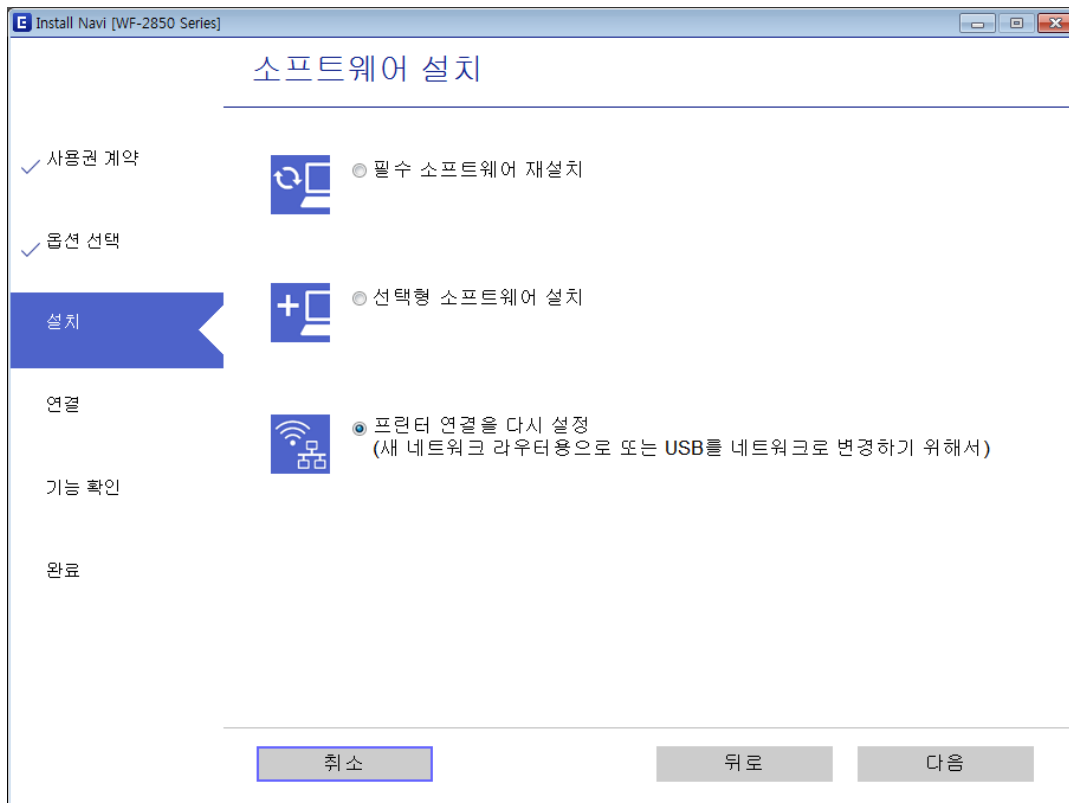 E Install Navi [WF-2850 Series]
소프트웨어 설치
사용권 계약
옵션 선택
설치
연결
기능 확인
완료
필수 소프트웨어 재설치
선택형 소프트웨어 설치
프린터 연결을 다시 설정
(새 네트워크 라우터용으로 또는 USB를 네트워크로 변경하기 위해서)
취소
뒤로
다음